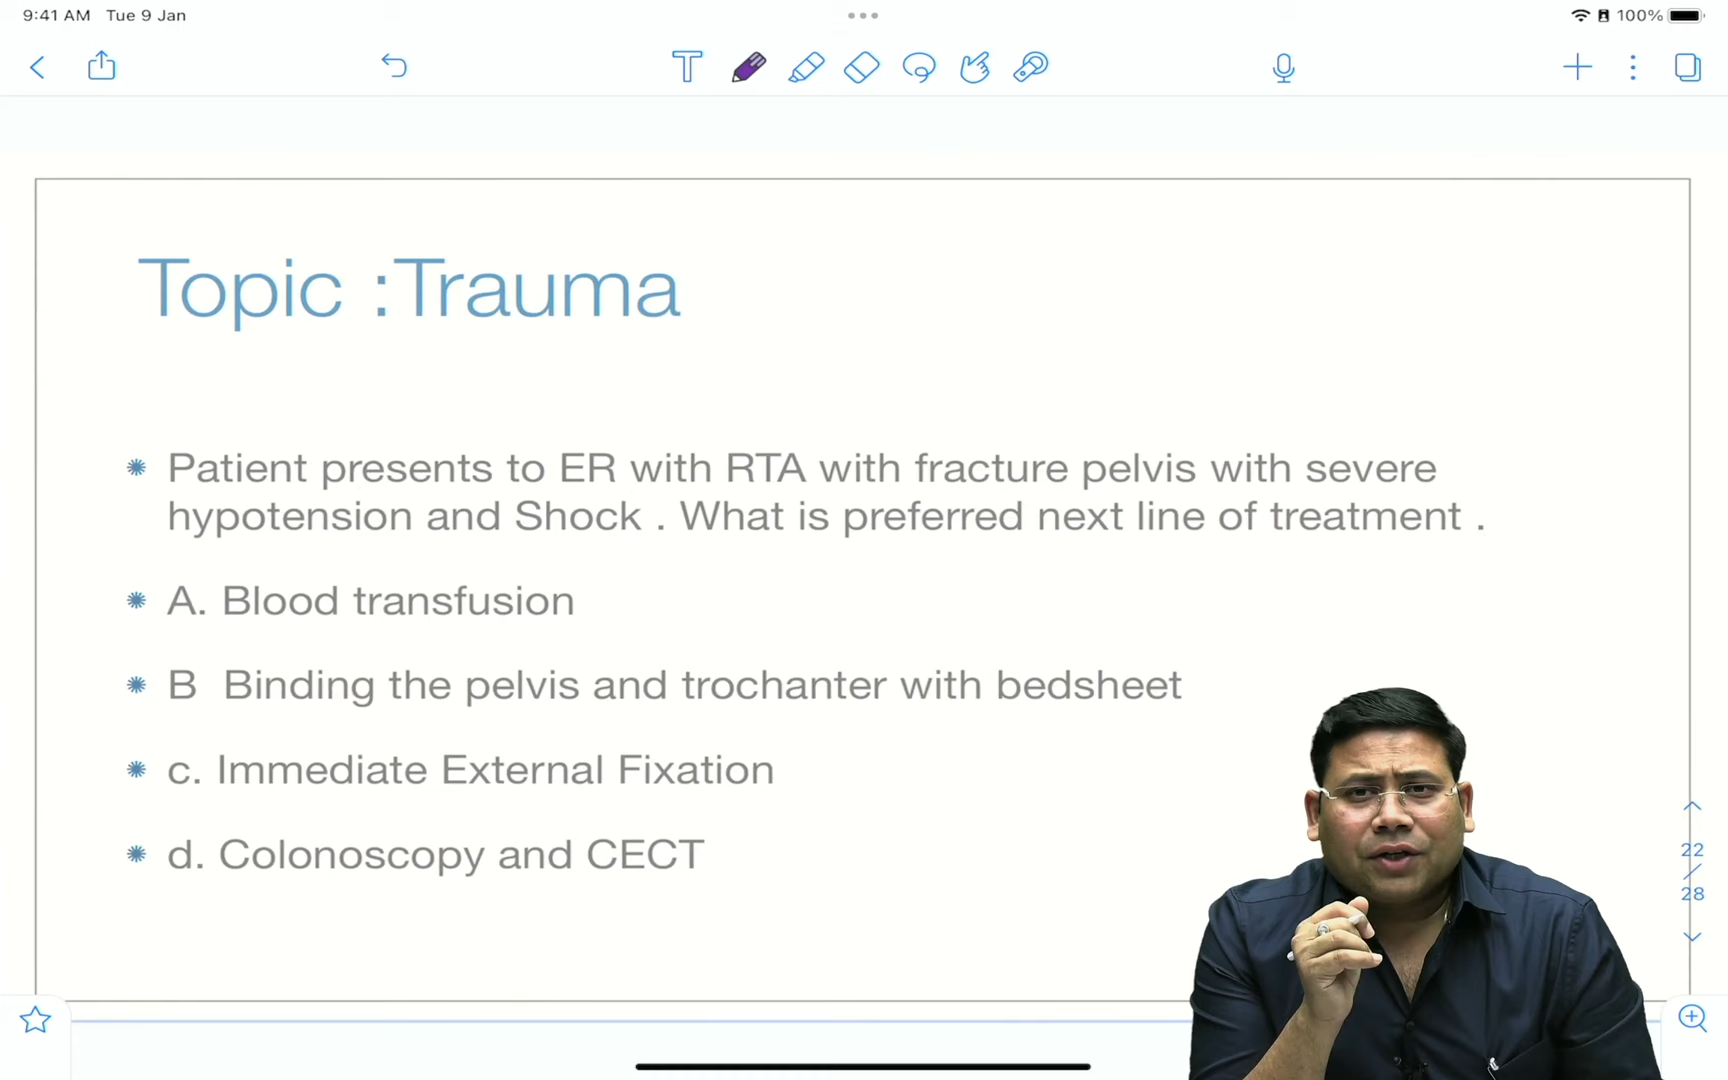 9:41 AM Tue 9 Jan
100%
T
Topic :Trauma
Patient presents to ER with RTA with fracture pelvis with severe
hypotension and Shock . What is preferred next line of treatment .
A. Blood transfusion
B Binding the pelvis and trochanter with bedsheet
c. Immediate External Fixation
d. Colonoscopy and CECT
22
/
28